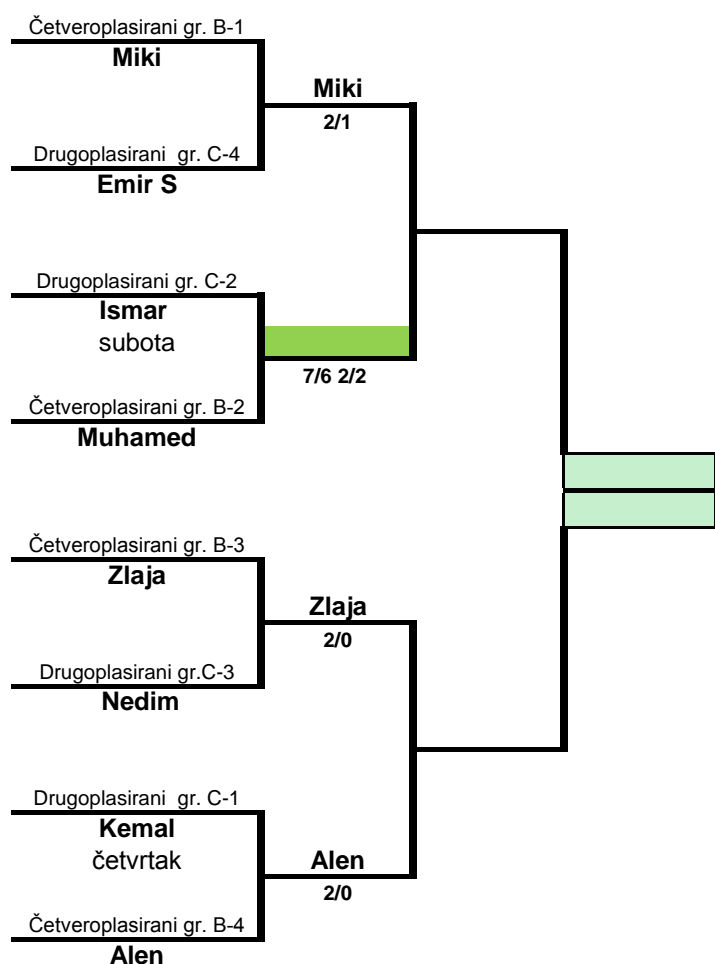 Četveroplasirani gr. B-1
Miki
Miki
2/1
Drugoplasirani  gr. C-4
Emir S
Drugoplasirani gr. C-2
Ismar
subota
7/6 2/2
Četveroplasirani gr. B-2
Muhamed
Četveroplasirani gr. B-3
Zlaja
Zlaja
2/0
Drugoplasirani gr.C-3
Nedim
Drugoplasirani  gr. C-1
Kemal
četvrtak
Alen
2/0
Četveroplasirani gr. B-4
Alen